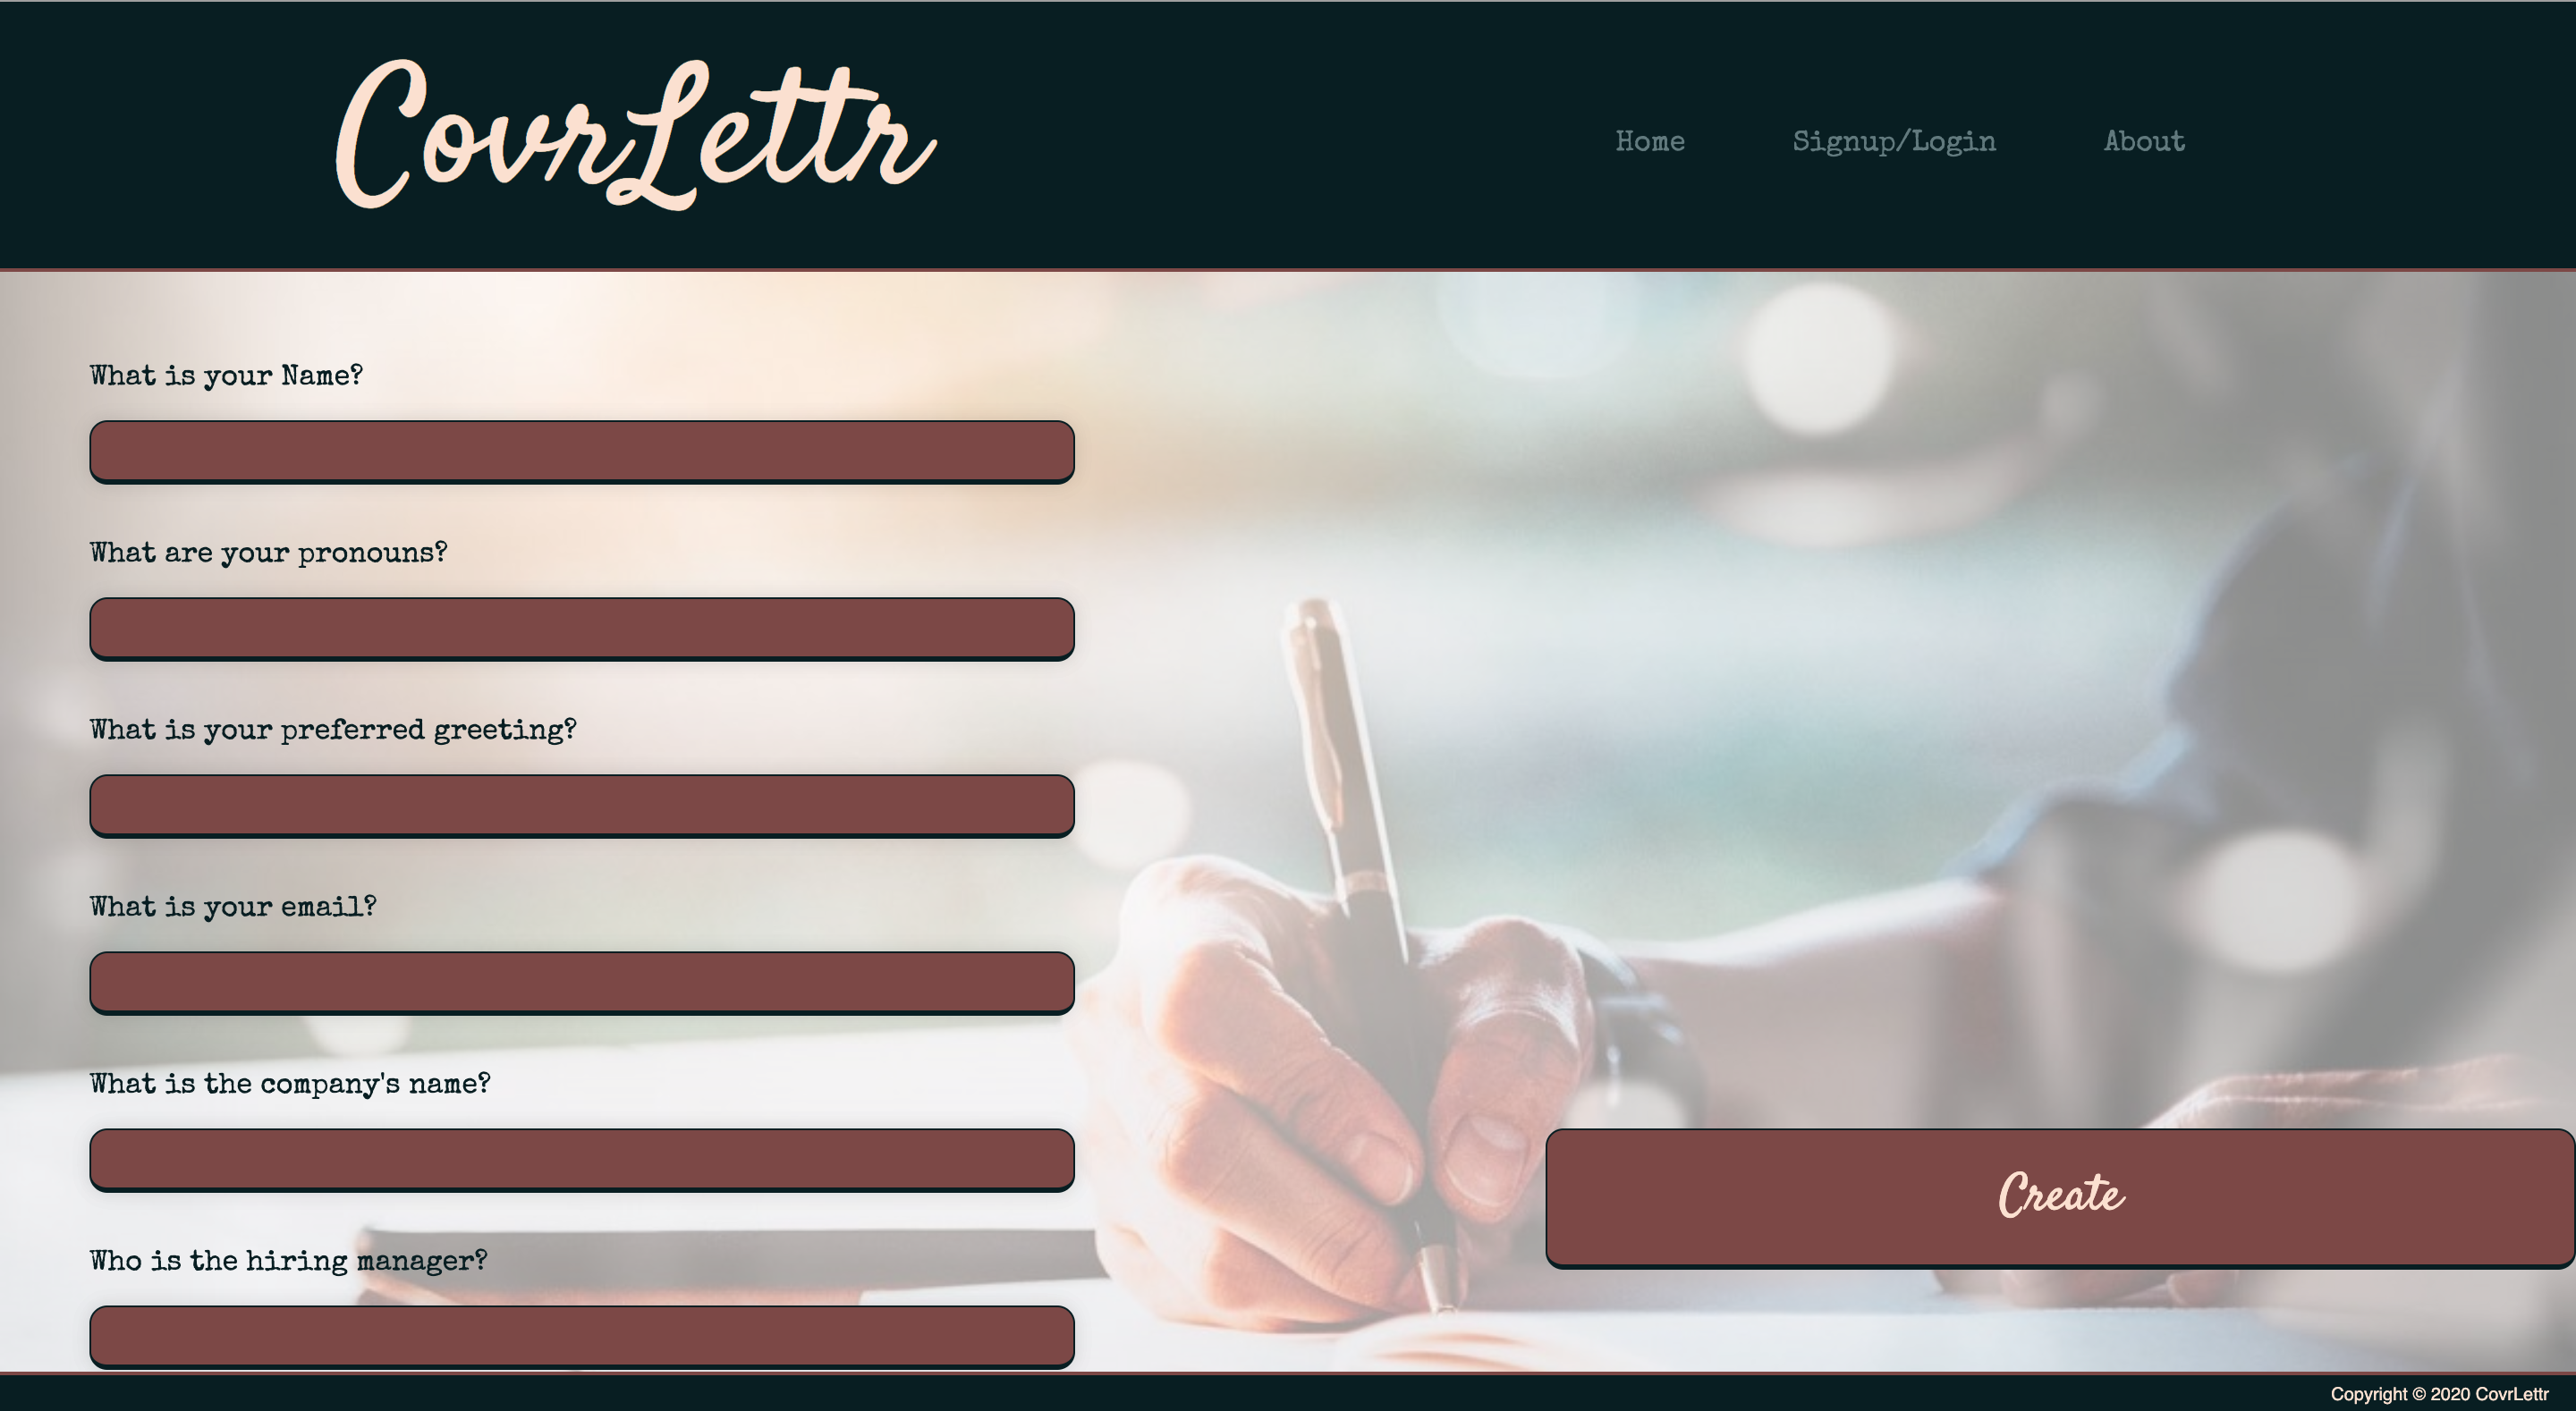 CovrLettr
Home Signup/Login About
What is your Name?
What are your pronouns?
What is your preferred greeting?
What is your email?
What is the company's name?
Create
Who is the hiring manager?
Copyright © 2020 CovrLettr